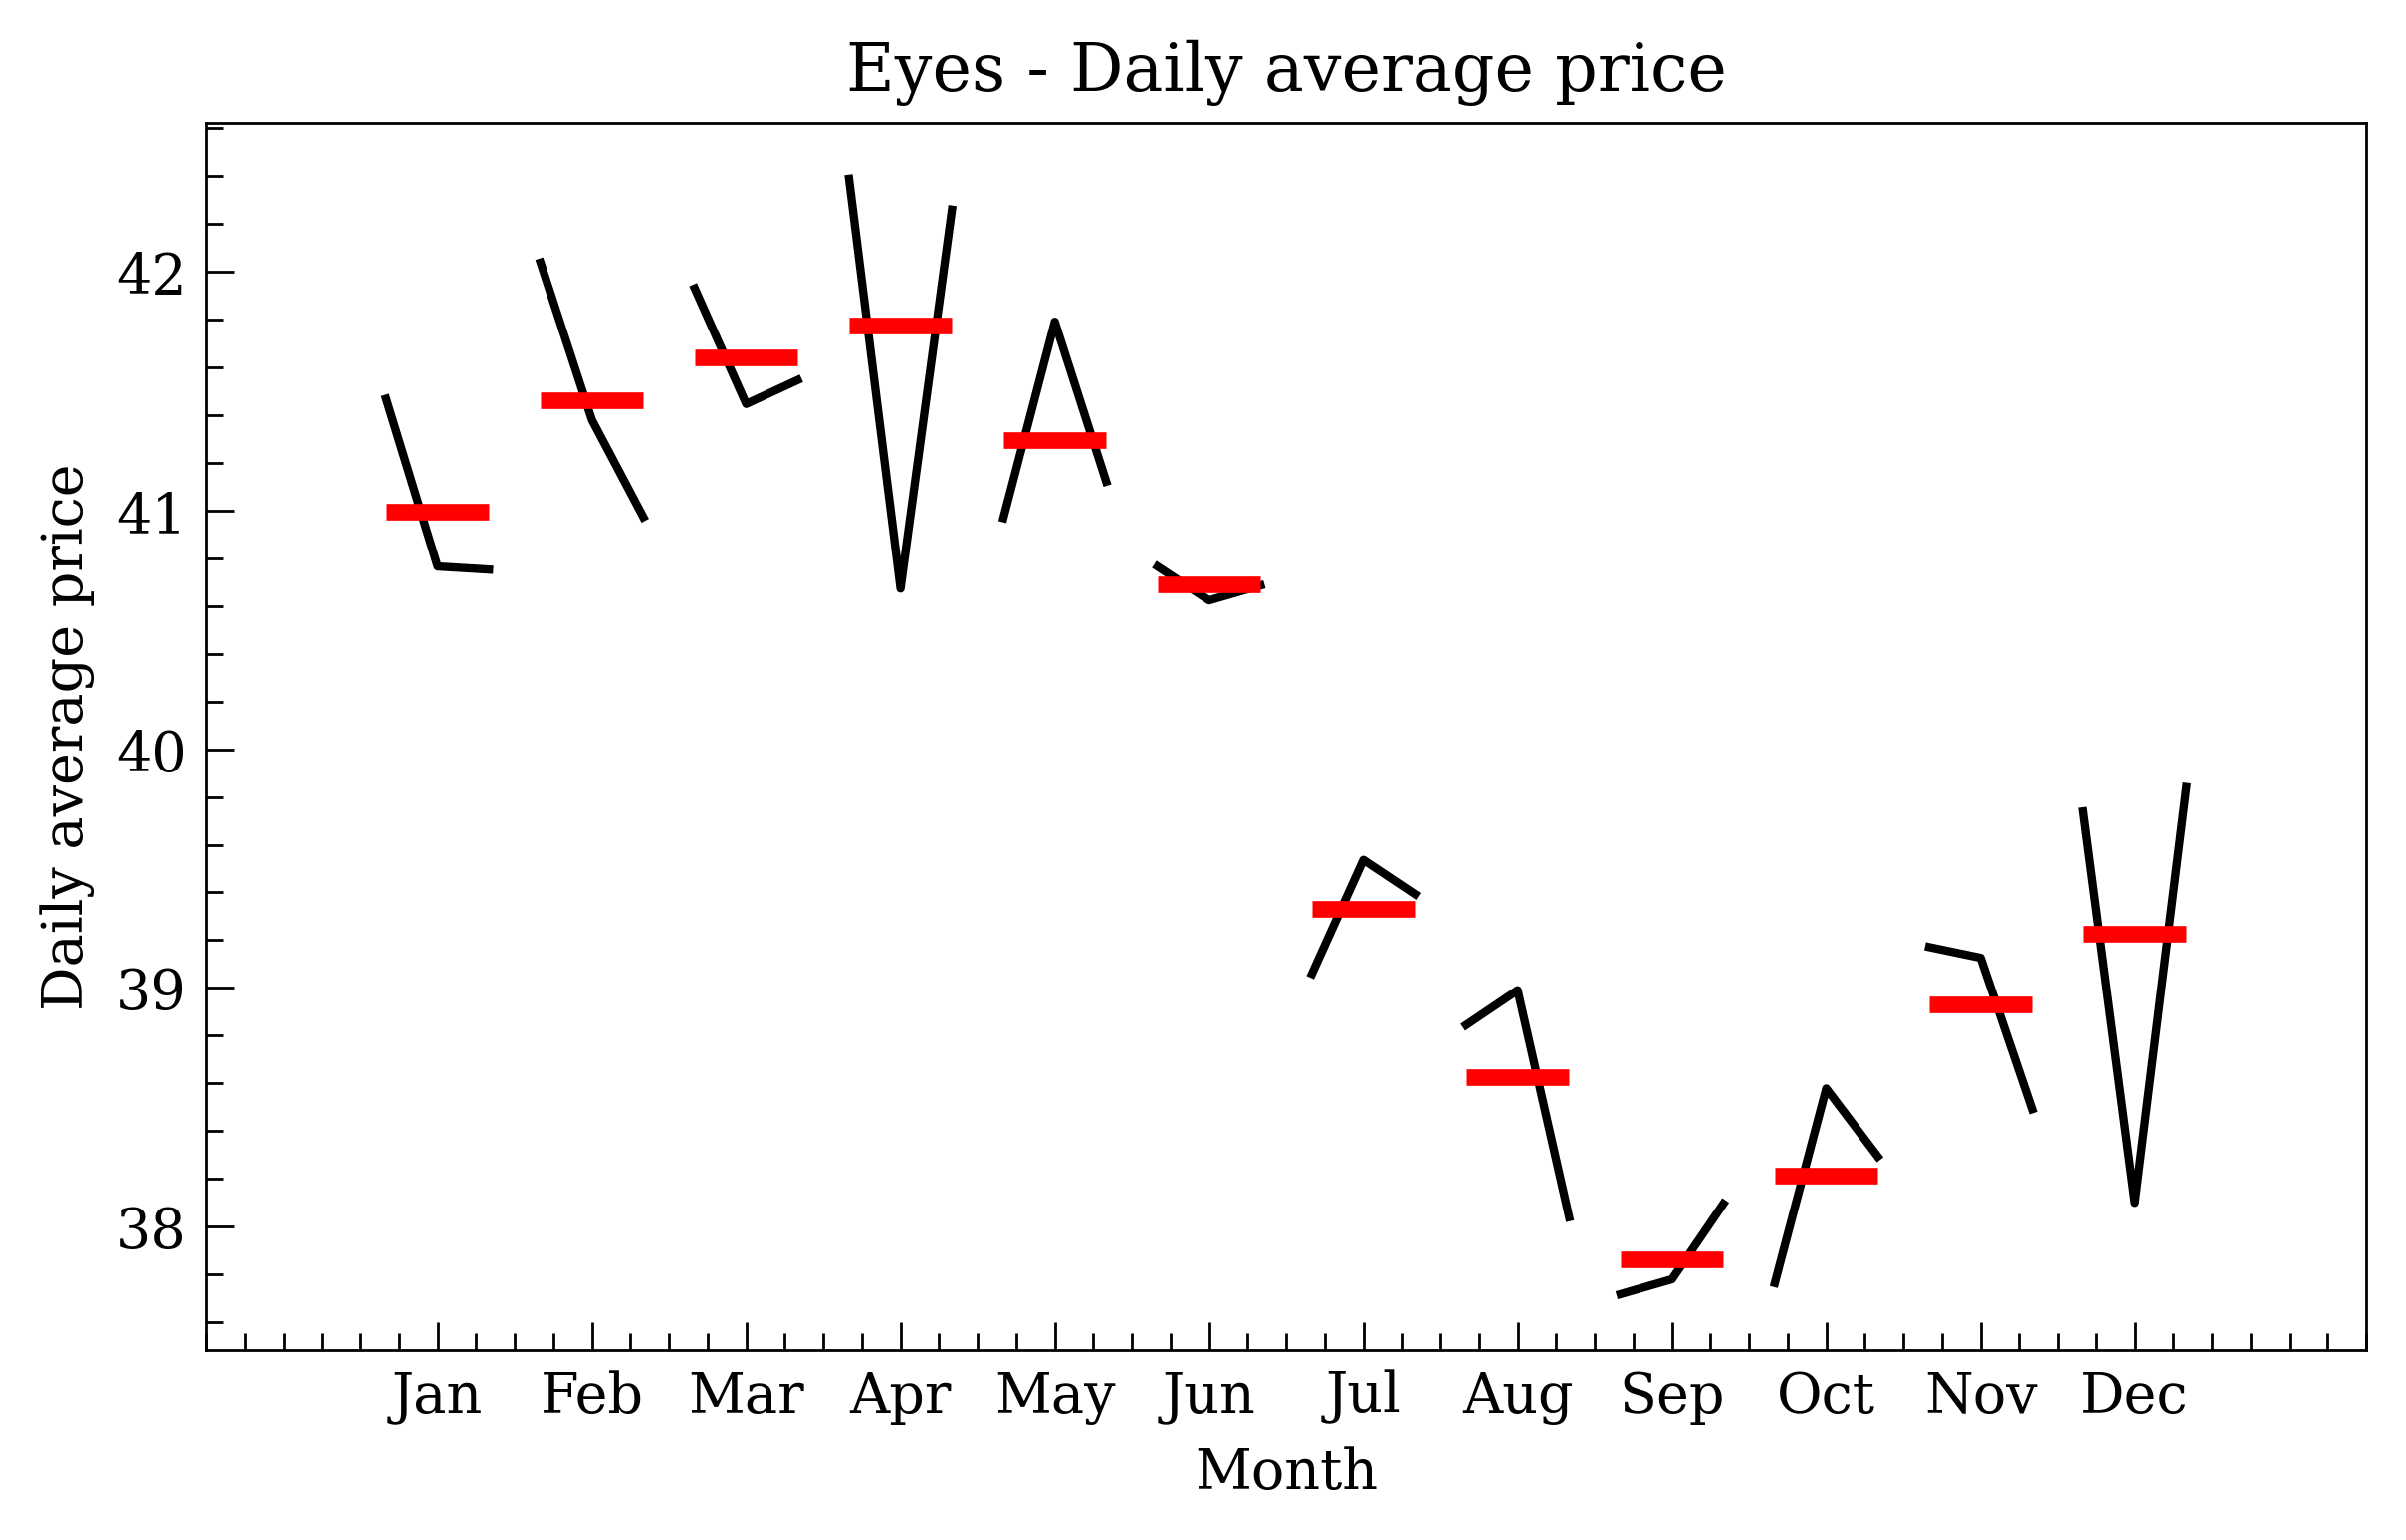 Eyes - Daily average price
Daily average price
42
41
40
39
38
Jan Feb Mar Apr May Jun Jul Aug Sep Oct Nov Dec
Month